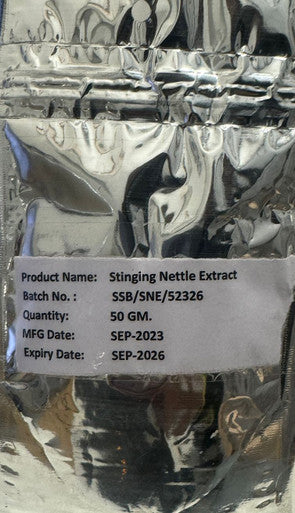 Product Name: Stinging Nettle Extract
Batch No. : SSB/SNE/52326
Quantity: 50 GM.
MFG Date: SEP-2023
Expiry Date: SEP-2026